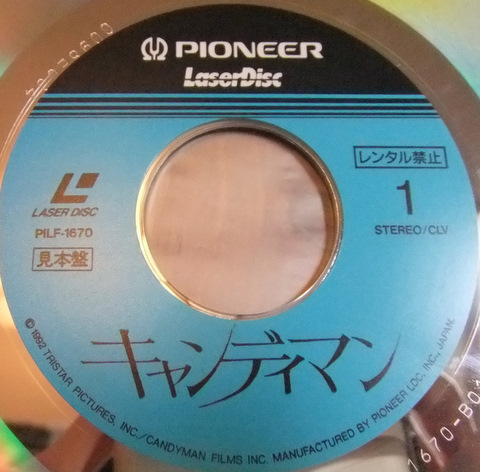 PIONEER
LaserDisc
LASER DISC
PILF-1670
見本盤
レンタル禁止
1
STEREO/CLV
キャンディマン
©1992 TRISTAR PICTURES, INC./CANDYMAN FILMS INC. MANUFACTURED BY PIONEER LDC, INC., JAPAN.